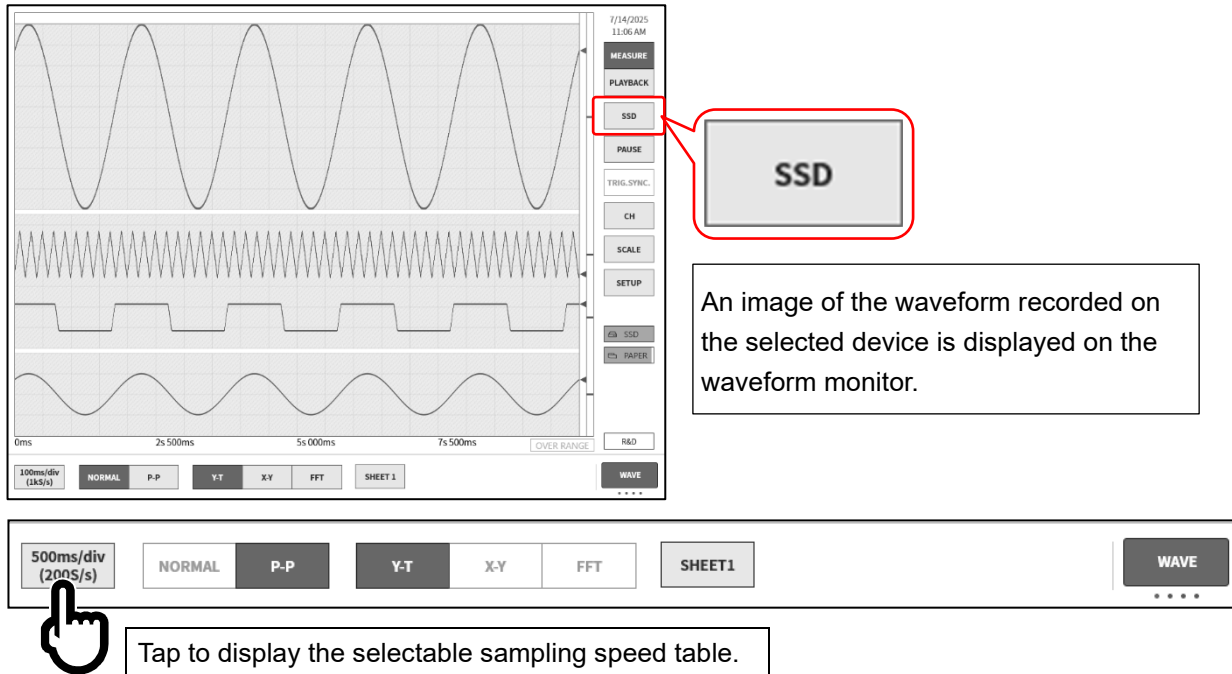 7/14/2025
11:06 AM
MEASURE
PLAYBACK
SSD
PAUSE
TRIG.SYNC.
CH
SCALE
SETUP
SSD
PAPER
R&D
0ms 2s 500ms 5s 000ms 7s 500ms OVER RANGE
100ms/div
(1kS/s)
NORMAL P-P Y-T X-Y FFT SHEET 1 WAVE
SSD
An image of the waveform recorded on
the selected device is displayed on the
waveform monitor.
500ms/div
(200S/s)
NORMAL P-P Y-T X-Y FFT SHEET1 WAVE
Tap to display the selectable sampling speed table.